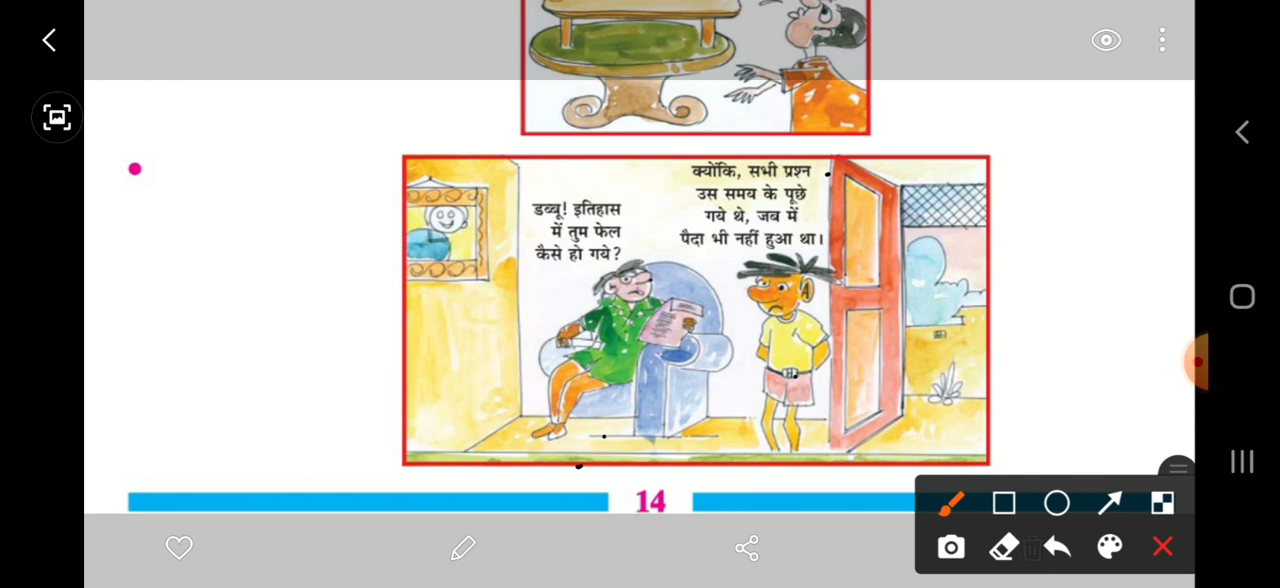 डब्बू! इतिहास
में तुम फेल
कैसे हो गये?
क्योंकि, सभी प्रश्न
उस समय के पूछे
गये थे, जब में
पैदा भी नहीं हुआ था।
14